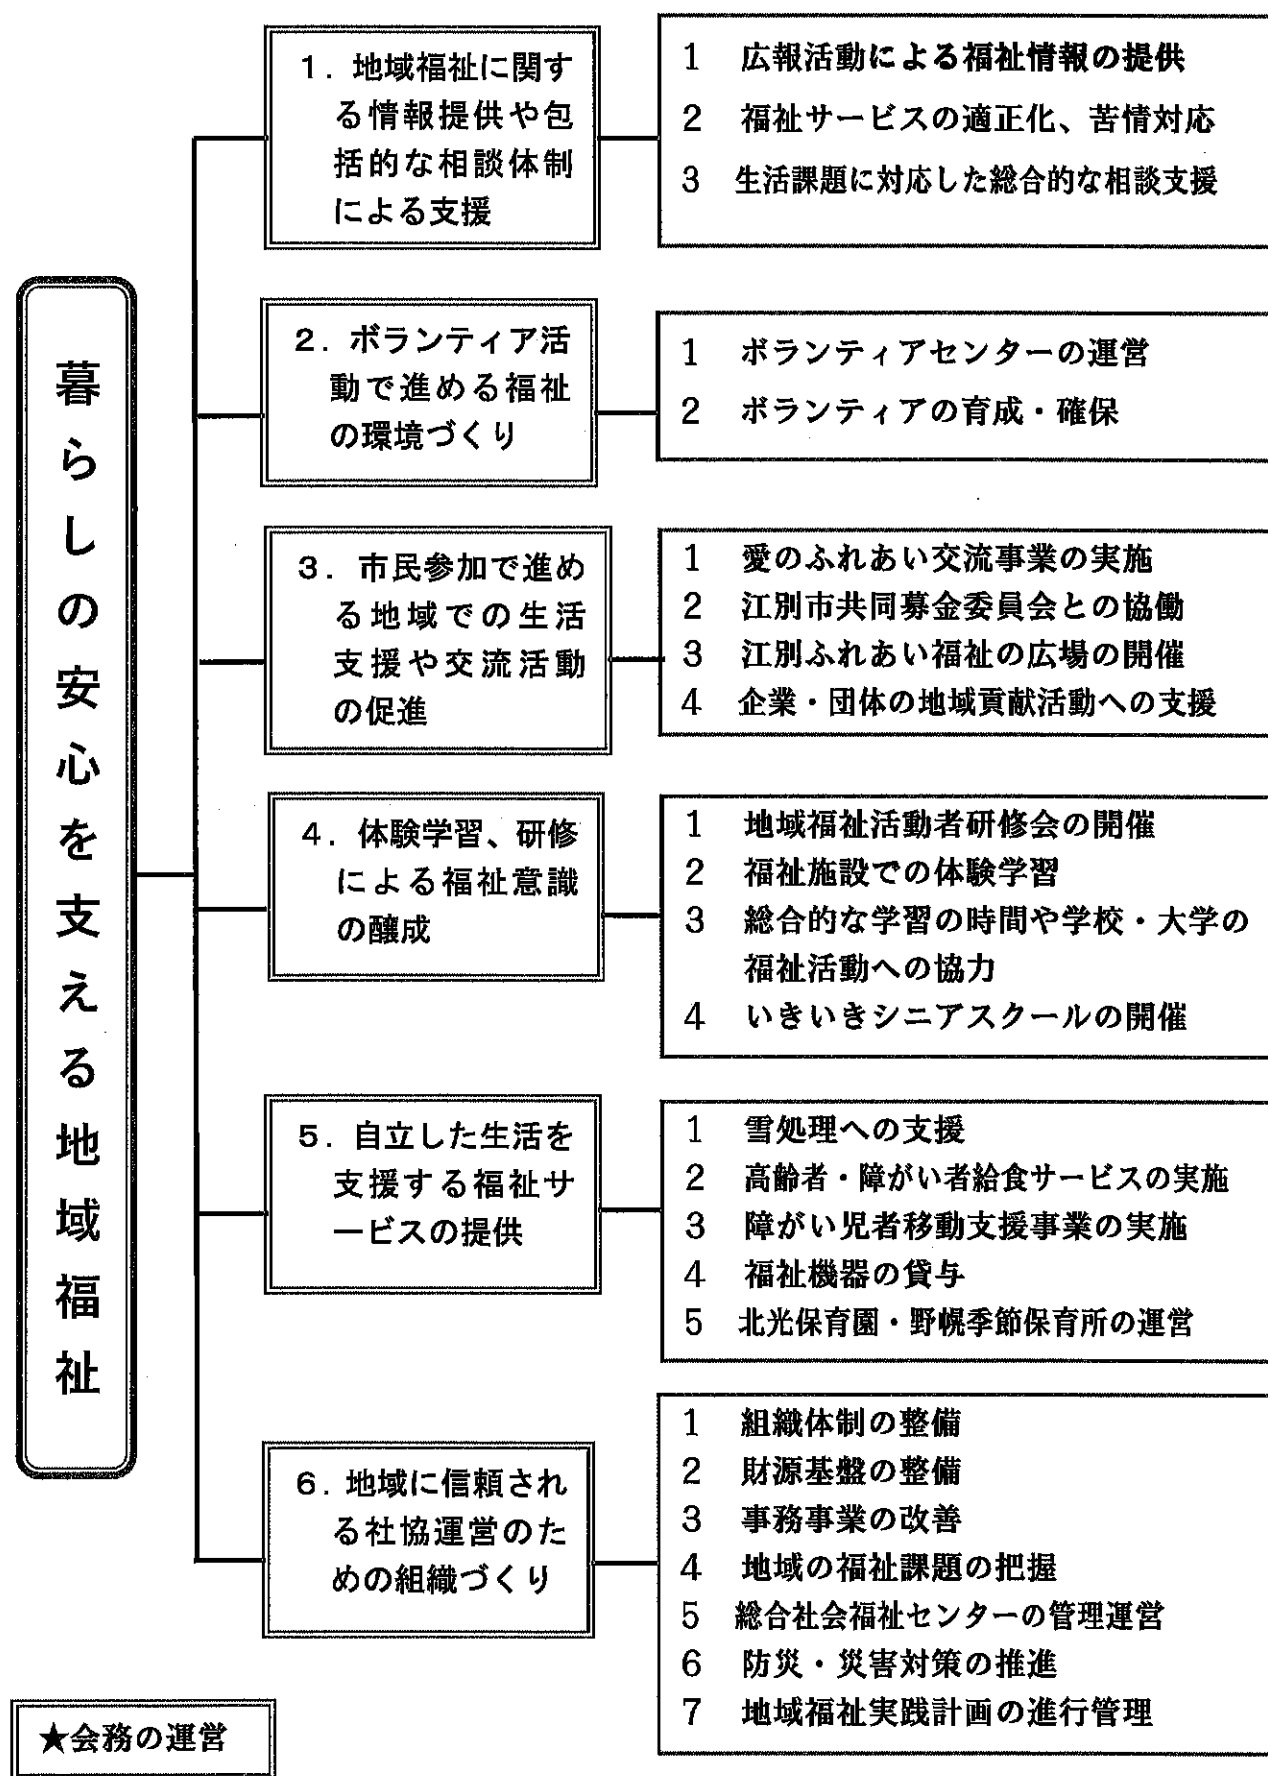 暮らしの安心を支える地域福祉
1．地域福祉に関す
る情報提供や包
括的な相談体制
による支援
1 広報活動による福祉情報の提供
2 福祉サービスの適正化、苦情対応
3 生活課題に対応した総合的な相談支援
2．ボランティア活
動で進める福祉
の環境づくり
1 ボランティアセンターの運営
2 ボランティアの育成・確保
3．市民参加で進め
る地域での生活
支援や交流活動
の促進
1 愛のふれあい交流事業の実施
2 江別市共同募金委員会との協働
3 江別ふれあい福祉の広場の開催
4 企業・団体の地域貢献活動への支援
4．体験学習、研修
による福祉意識
の醸成
1 地域福祉活動者研修会の開催
2 福祉施設での体験学習
3 総合的な学習の時間や学校・大学の
福祉活動への協力
4 いきいきシニアスクールの開催
5．自立した生活を
支援する福祉サ
ービスの提供
1 雪処理への支援
2 高齢者・障がい者給食サービスの実施
3 障がい児者移動支援事業の実施
4 福祉機器の貸与
5 北光保育園・野幌季節保育所の運営
6．地域に信頼され
る社協運営のた
めの組織づくり
1 組織体制の整備
2 財源基盤の整備
3 事務事業の改善
4 地域の福祉課題の把握
5 総合社会福祉センターの管理運営
6 防災・災害対策の推進
7 地域福祉実践計画の進行管理
★会務の運営